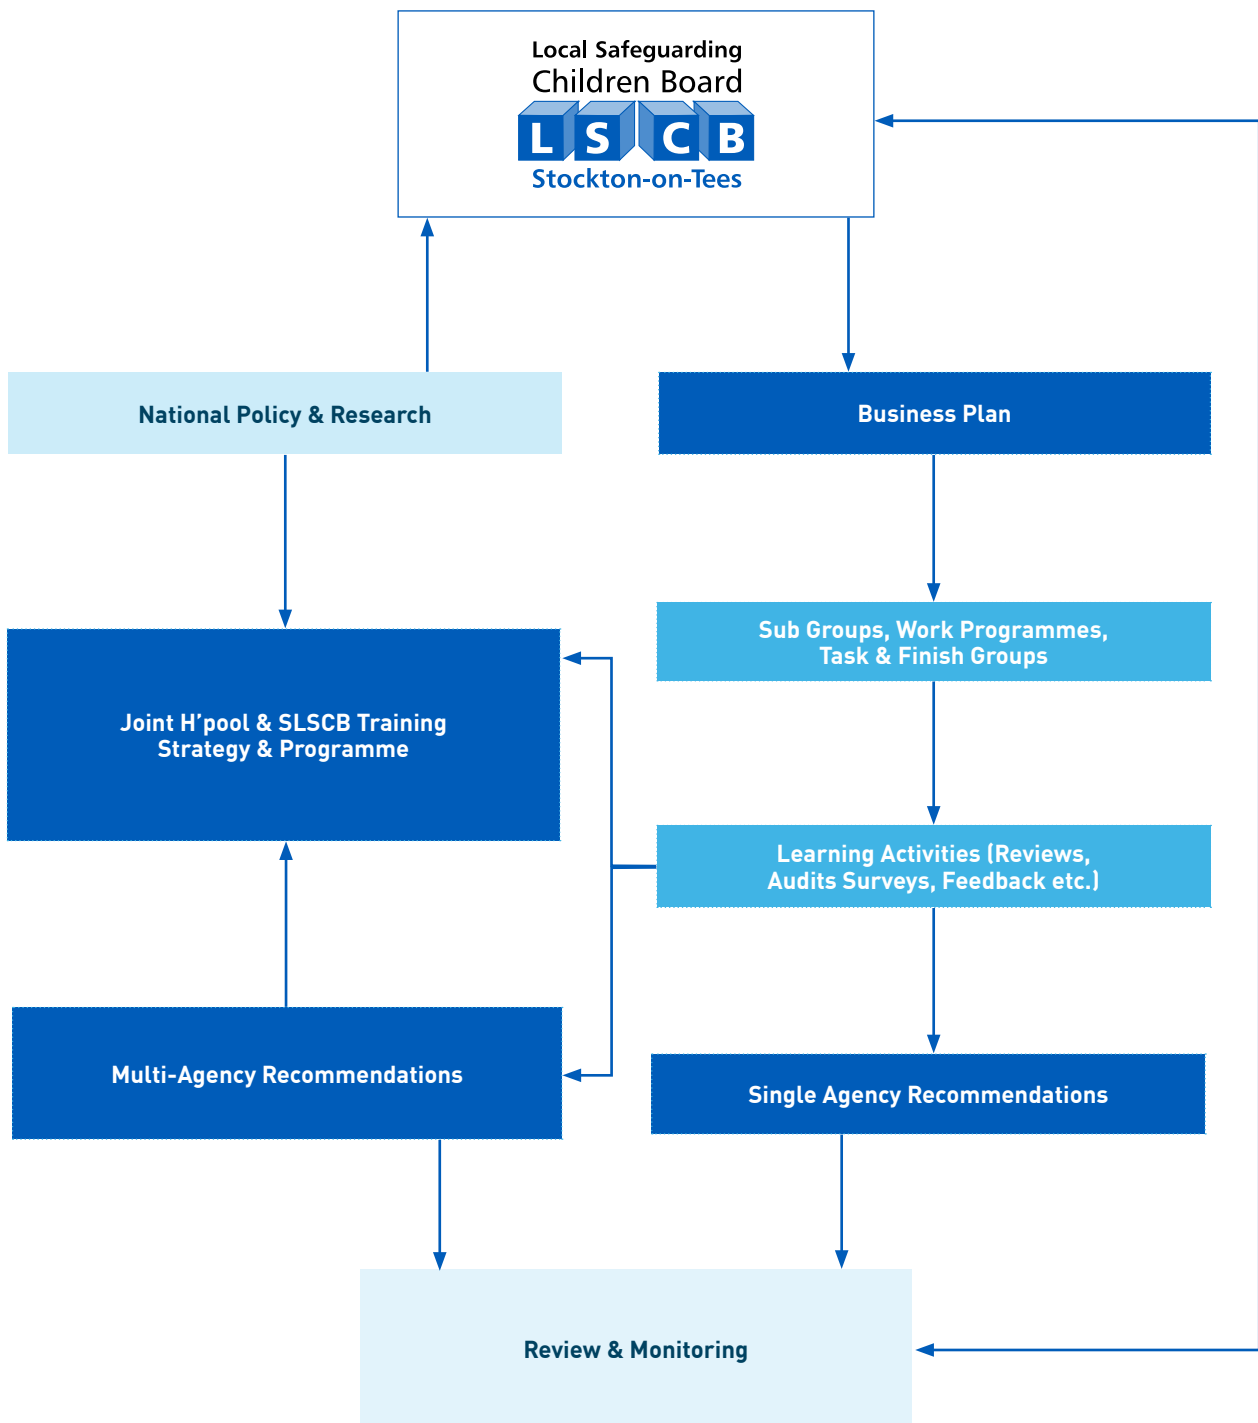 Local Safeguarding
Children Board
L S C B
Stockton-on-Tees
National Policy & Research
Business Plan
Sub Groups, Work Programmes,
Task & Finish Groups
Joint H’pool & SLSCB Training
Strategy & Programme
Learning Activities (Reviews,
Audits Surveys, Feedback etc.)
Multi-Agency Recommendations
Single Agency Recommendations
Review & Monitoring